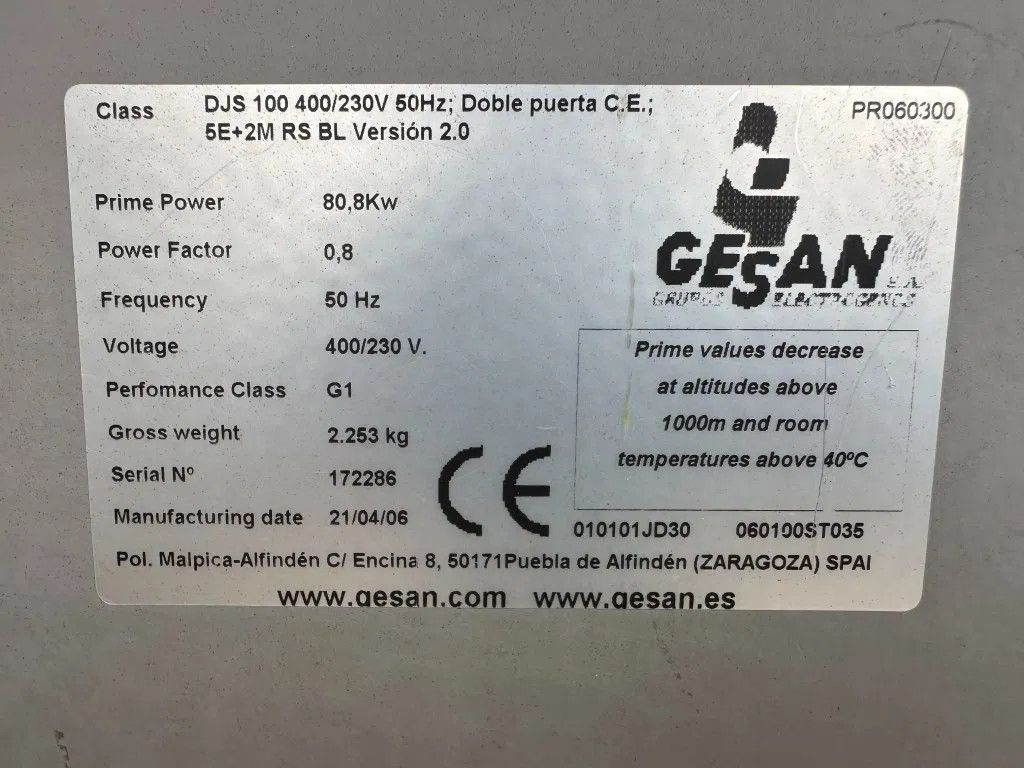 Class DJS 100 400/230V 50Hz; Doble puerta C.E.; PR060300
5E+2M RS BL Versión 2.0
Prime Power 80,8Kw
Power Factor 0,8
Frequency 50 Hz
Voltage 400/230 V.
Perfomance Class G1
Gross weight 2.253 kg
Serial Nº 172286
Manufacturing date 21/04/06
GESAN S.A.
GRUPOS ELECTROGENOS
Prime values decrease
at altitudes above
1000m and room
temperatures above 40ºC
CE
010101JD30 060100ST035
Pol. Malpica-Alfindén C/ Encina 8, 50171Puebla de Alfindén (ZARAGOZA) SPAI
www.gesan.com www.gesan.es